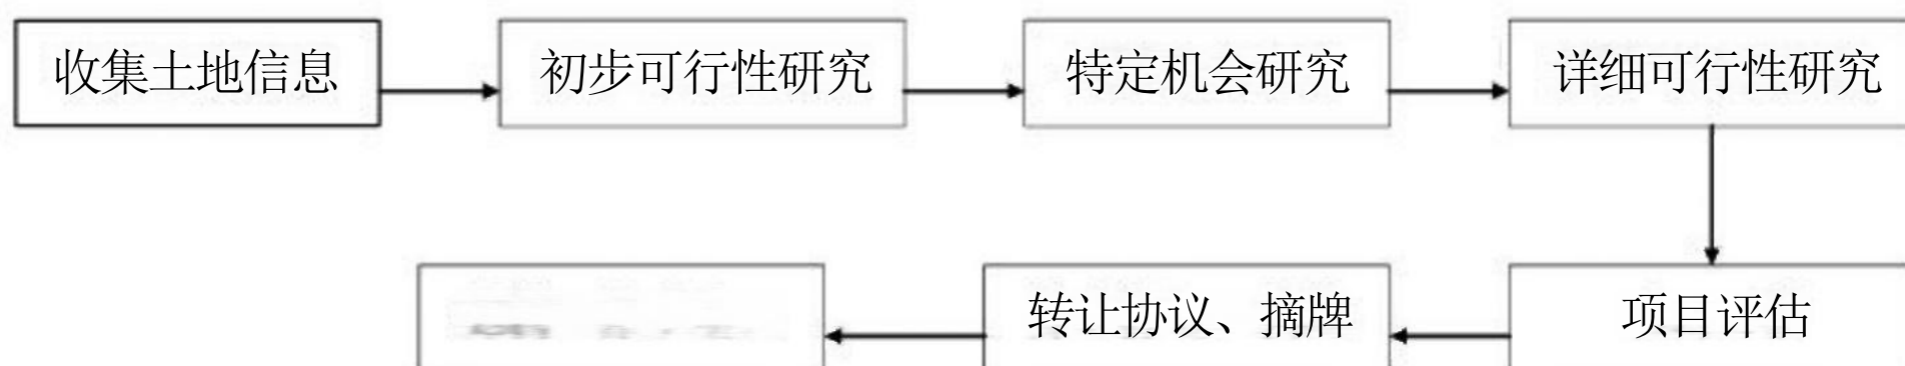 收集土地信息
初步可行性研究
特定机会研究
详细可行性研究
项目评估
转让协议、摘牌